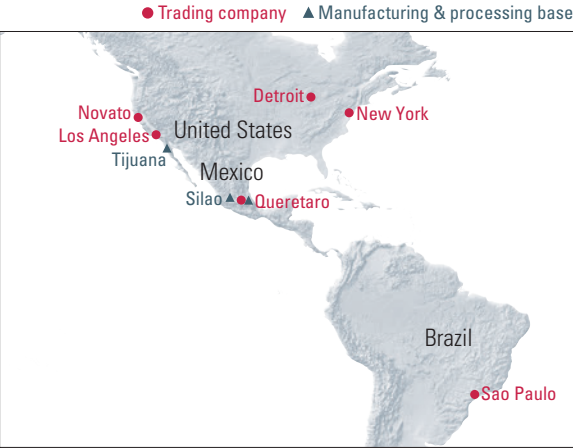 Trading company Manufacturing & processing base
Detroit
Novato
New York
Los Angeles
United States
Tijuana
Mexico
Silao
Queretaro
Brazil
Sao Paulo